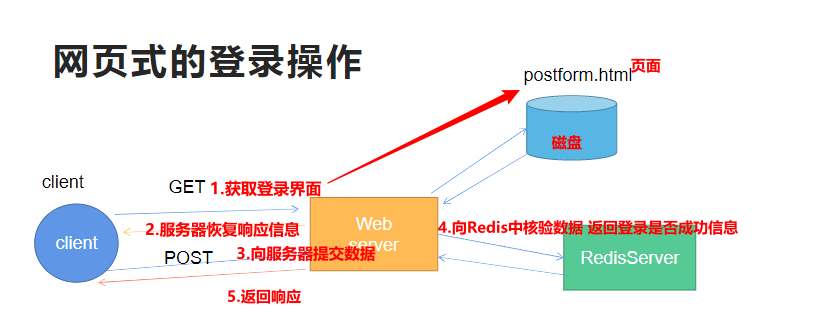 网页式的登录操作
postform.html
页面
磁盘
client
GET
1.获取登录界面
client
2.服务器恢复响应信息
Web
server
4.向Redis中核验数据 返回登录是否成功信息
POST
3.向服务器提交数据
RedisServer
5.返回响应